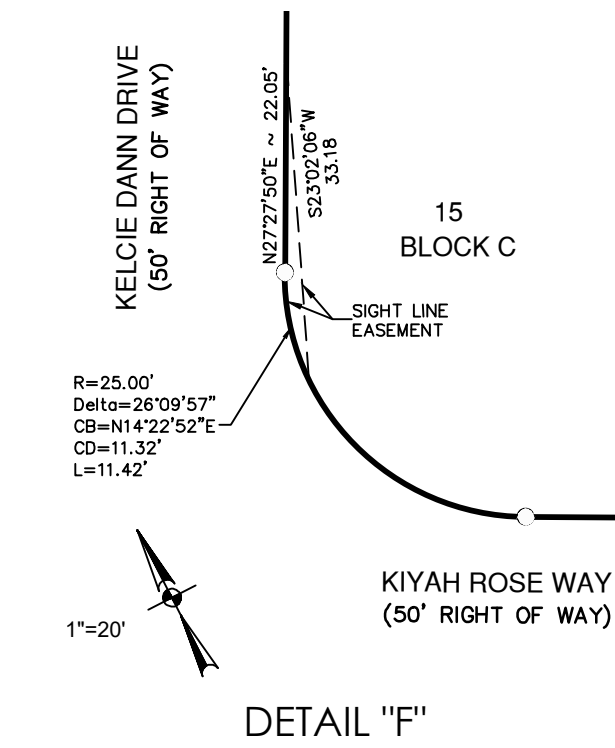 KELCIE DANN DRIVE
(50' RIGHT OF WAY)
N27°27'50"E ~ 22.05'
S23°02'06"W
33.18
15
BLOCK C
SIGHT LINE
EASEMENT
R=25.00'
Delta=26°09'57"
CB=N14°22'52"E
CD=11.32'
L=11.42'
1"=20'
KIYAH ROSE WAY
(50' RIGHT OF WAY)
DETAIL "F"